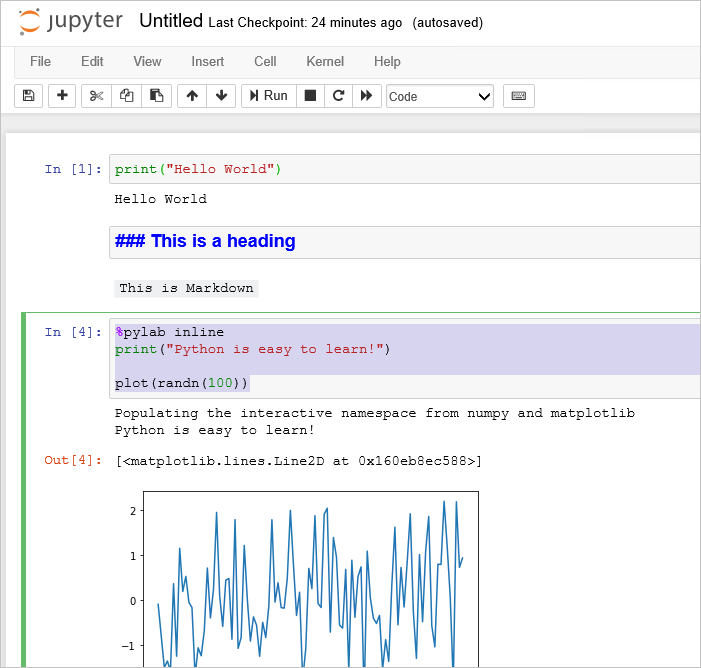 jupyter Untitled Last Checkpoint: 24 minutes ago (autosaved)
File Edit View Insert Cell Kernel Help
Run Code
In [1]: print("Hello World")
Hello World
### This is a heading
This is Markdown
In [4]: %pylab inline
print("Python is easy to learn!")
plot(randn(100))
Populating the interactive namespace from numpy and matplotlib
Python is easy to learn!
Out[4]: [<matplotlib.lines.Line2D at 0x160eb8ec588>]
2
1
0
−1